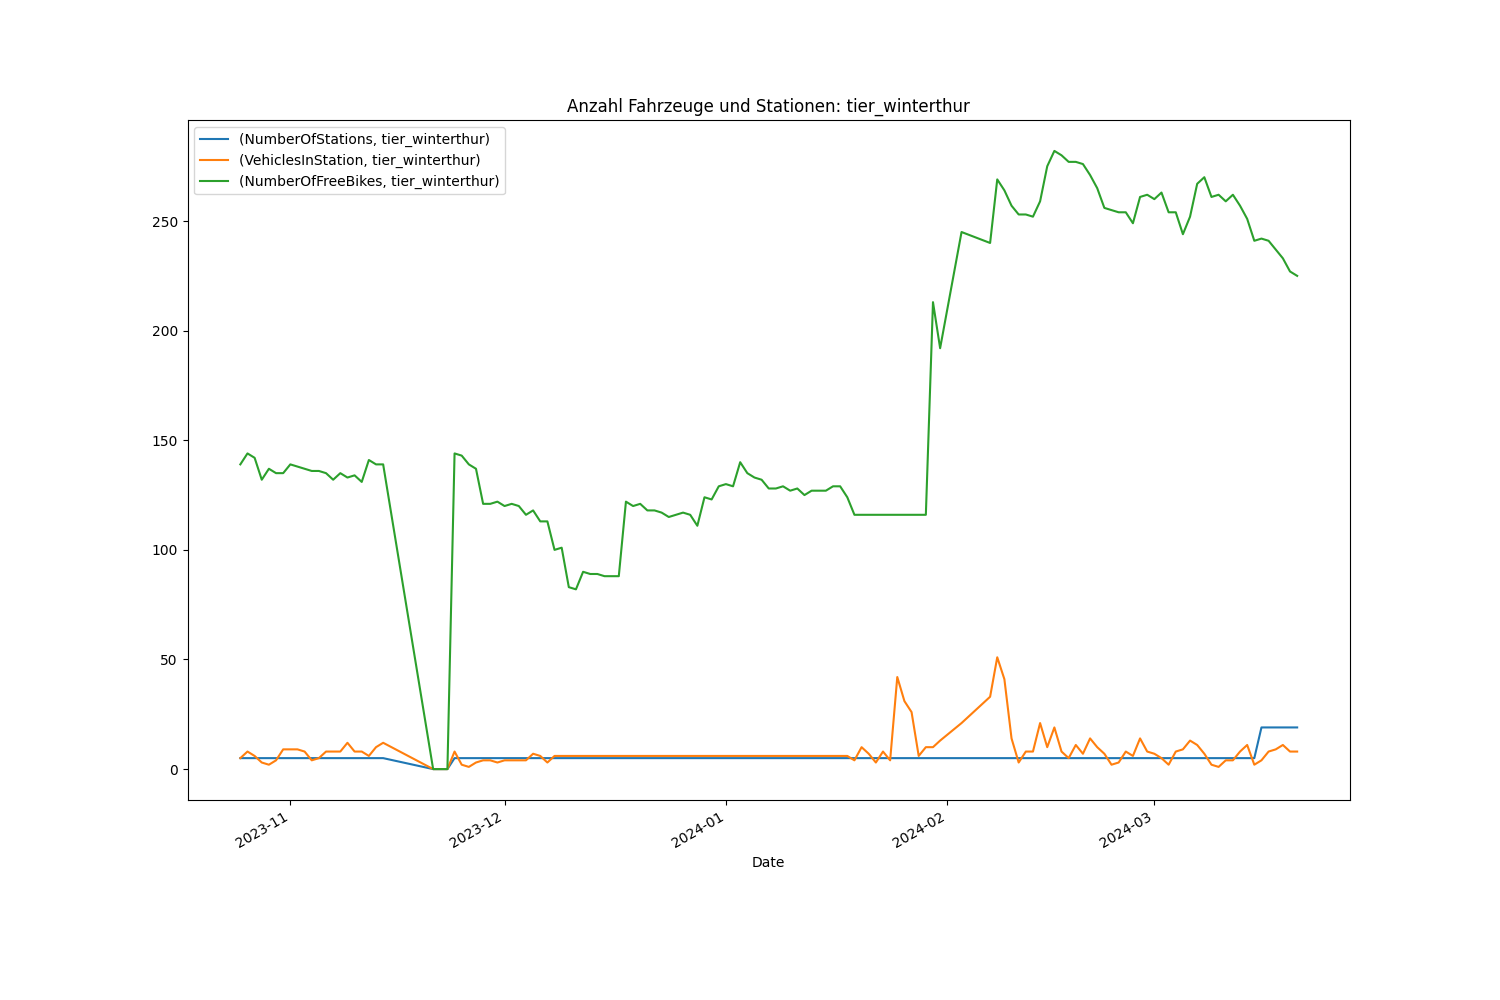 Anzahl Fahrzeuge und Stationen: tier_winterthur
(NumberOfStations, tier_winterthur)
(VehiclesInStation, tier_winterthur)
(NumberOfFreeBikes, tier_winterthur)
250
200
150
100
50
0
2023-11
2023-12
2024-01
2024-02
2024-03
Date